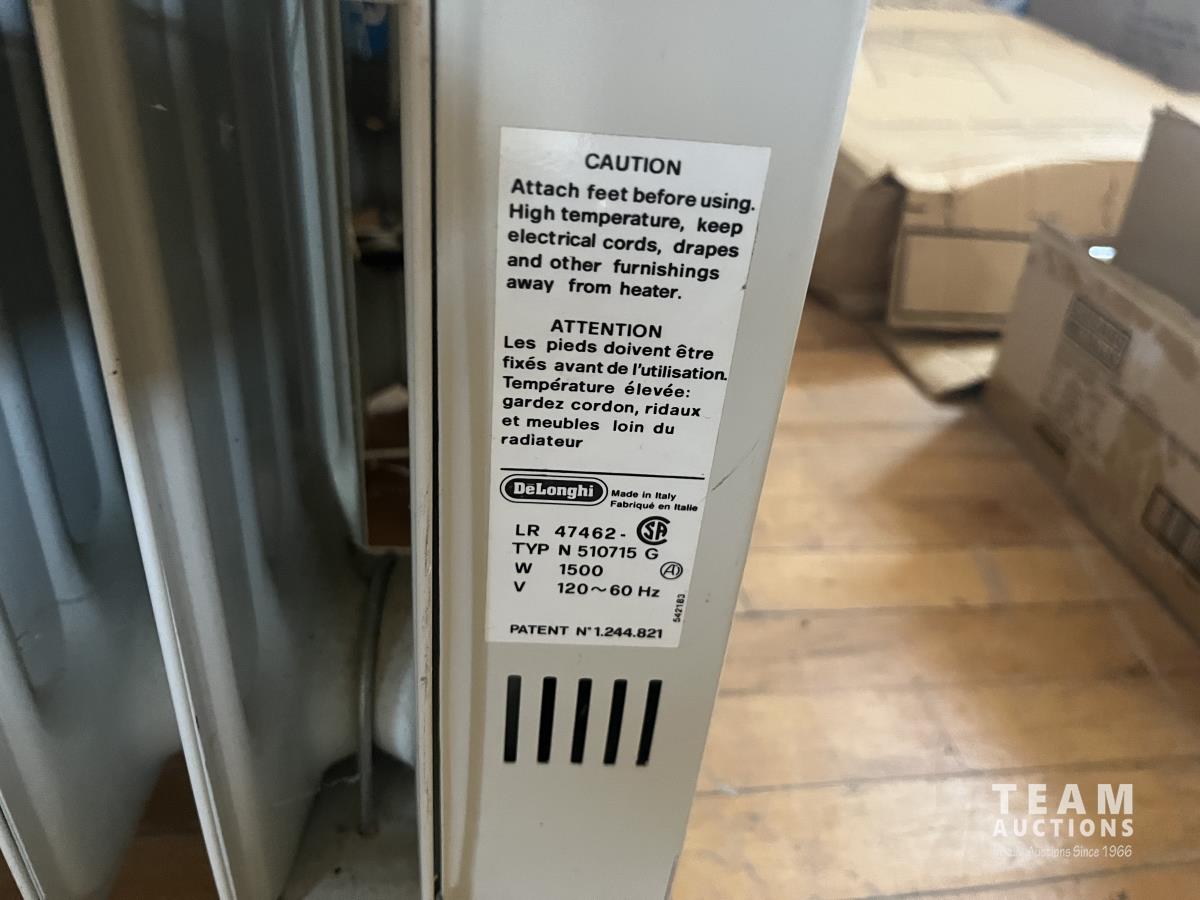 CAUTION
Attach feet before using.
High temperature, keep
electrical cords, drapes
and other furnishings
away from heater.
ATTENTION
Les pieds doivent être
fixés avant de l'utilisation.
Température élevée:
gardez cordon, ridaux
et meubles loin du
radiateur
DeLonghi
Made in Italy
Fabriqué en Italie
LR 47462-
TYP N 510715 G
W 1500
V 120~60 Hz
542183
PATENT N° 1.244.821
TEAM
AUCTIONS
Auctions Since 1966